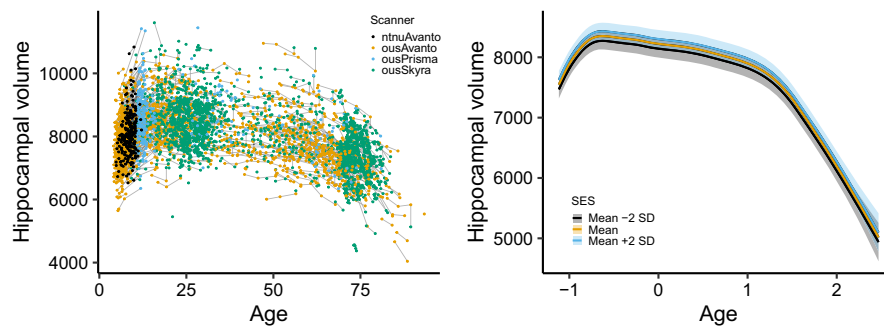 Scanner
ntnuAvanto
ousAvanto
ousPrisma
ousSkyra
Hippocampal volume
10000
8000
6000
4000
0 25 50 75
Age
Hippocampal volume
8000
7000
6000
5000
SES
Mean −2 SD
Mean
Mean +2 SD
−1 0 1 2
Age